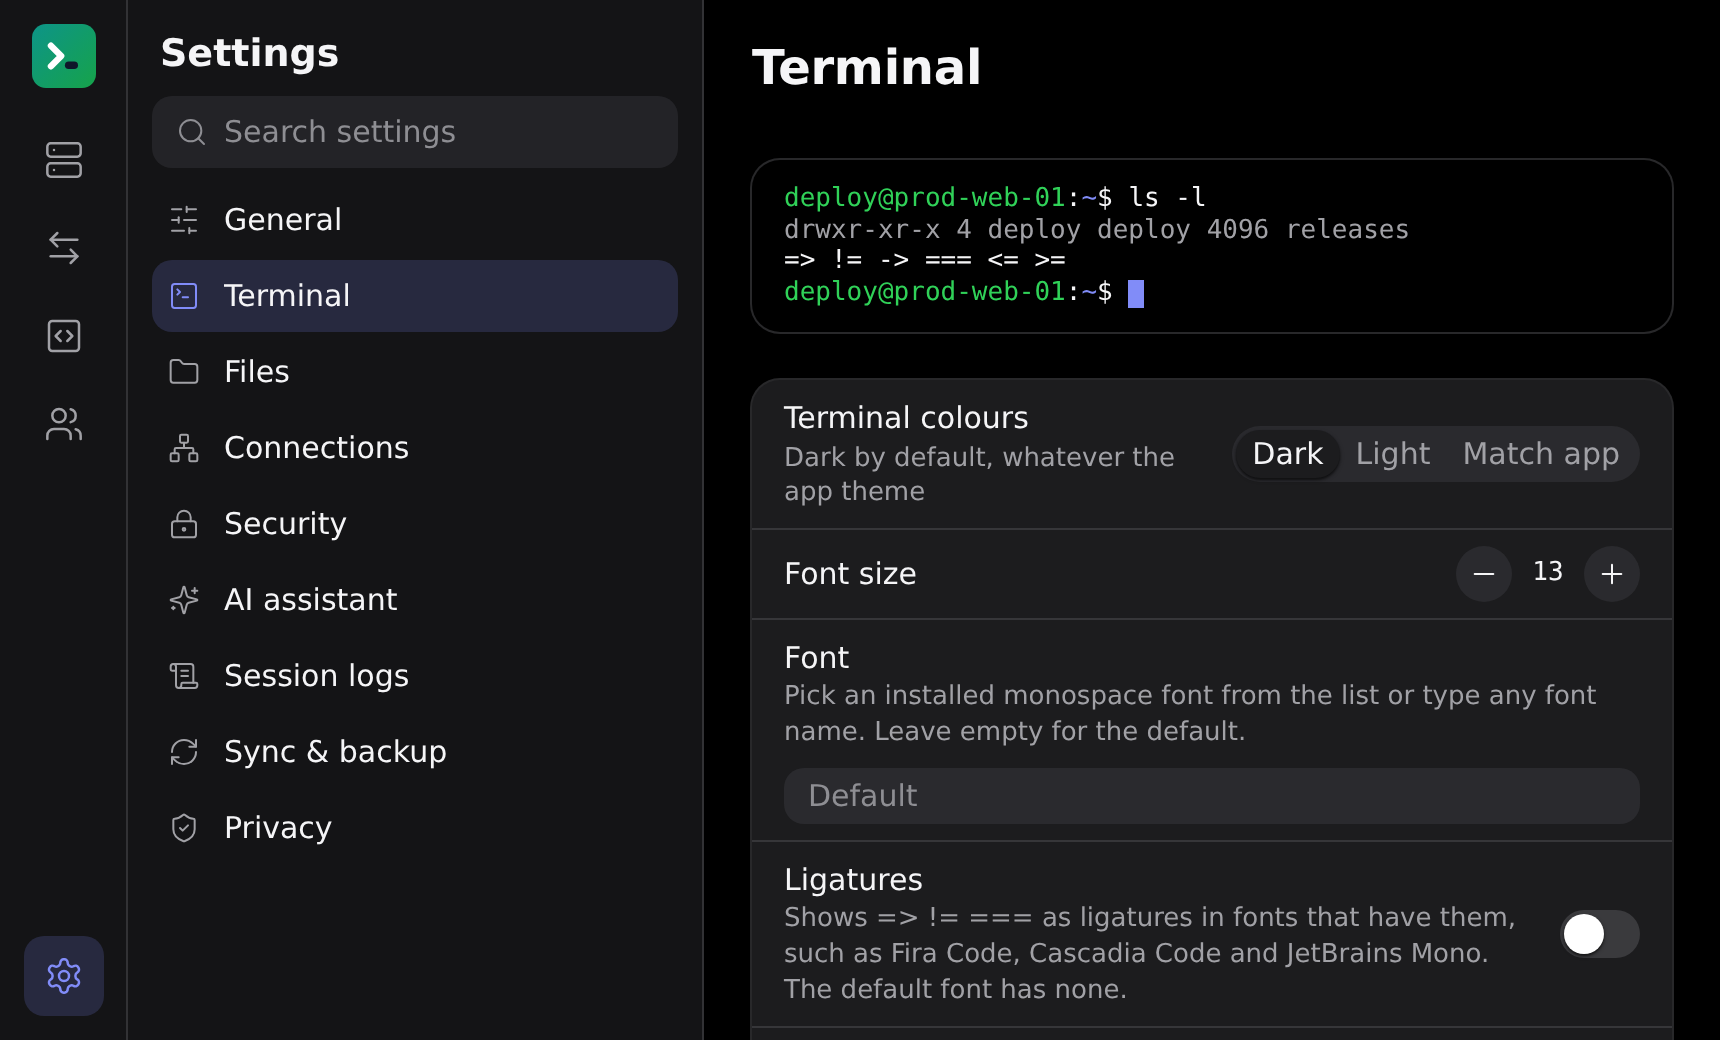 Settings
Search settings
General
Terminal
Files
Connections
Security
AI assistant
Session logs
Sync & backup
Privacy
Terminal
deploy@prod-web-01:~$ ls -l
drwxr-xr-x 4 deploy deploy 4096 releases
=> != -> === <= >=
deploy@prod-web-01:~$
Terminal colours
Dark by default, whatever the
app theme
Dark Light Match app
Font size
13
Font
Pick an installed monospace font from the list or type any font
name. Leave empty for the default.
Default
Ligatures
Shows => != === as ligatures in fonts that have them,
such as Fira Code, Cascadia Code and JetBrains Mono.
The default font has none.